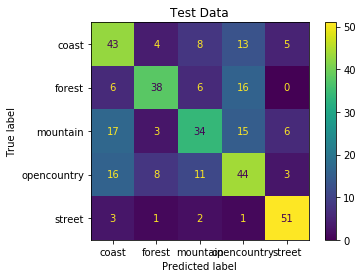 Test Data
True label
coast 43 4 8 13 5
forest 6 38 6 16 0
mountain 17 3 34 15 6
opencountry 16 8 11 44 3
street 3 1 2 1 51
coast forest mountain opencountry street
Predicted label
50
40
30
20
10
0